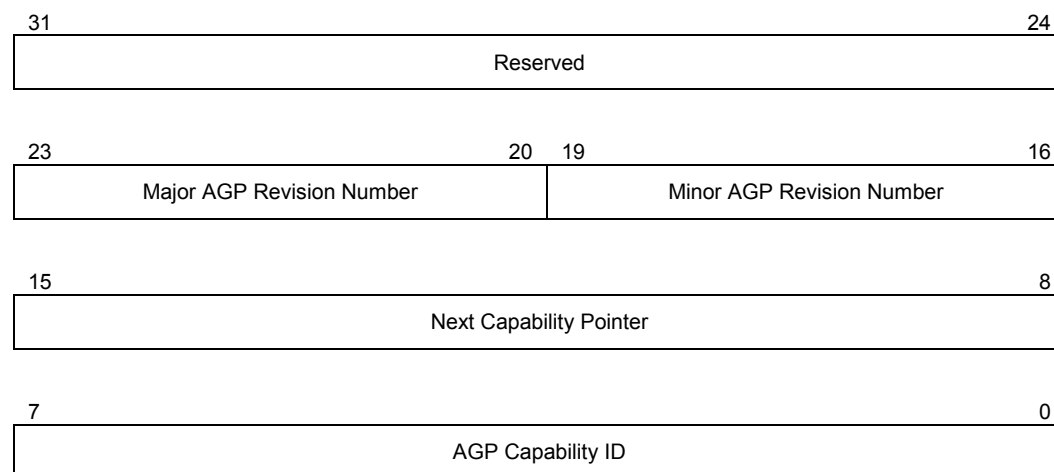 31 24
Reserved
23 20 19 16
Major AGP Revision Number Minor AGP Revision Number
15 8
Next Capability Pointer
7 0
AGP Capability ID